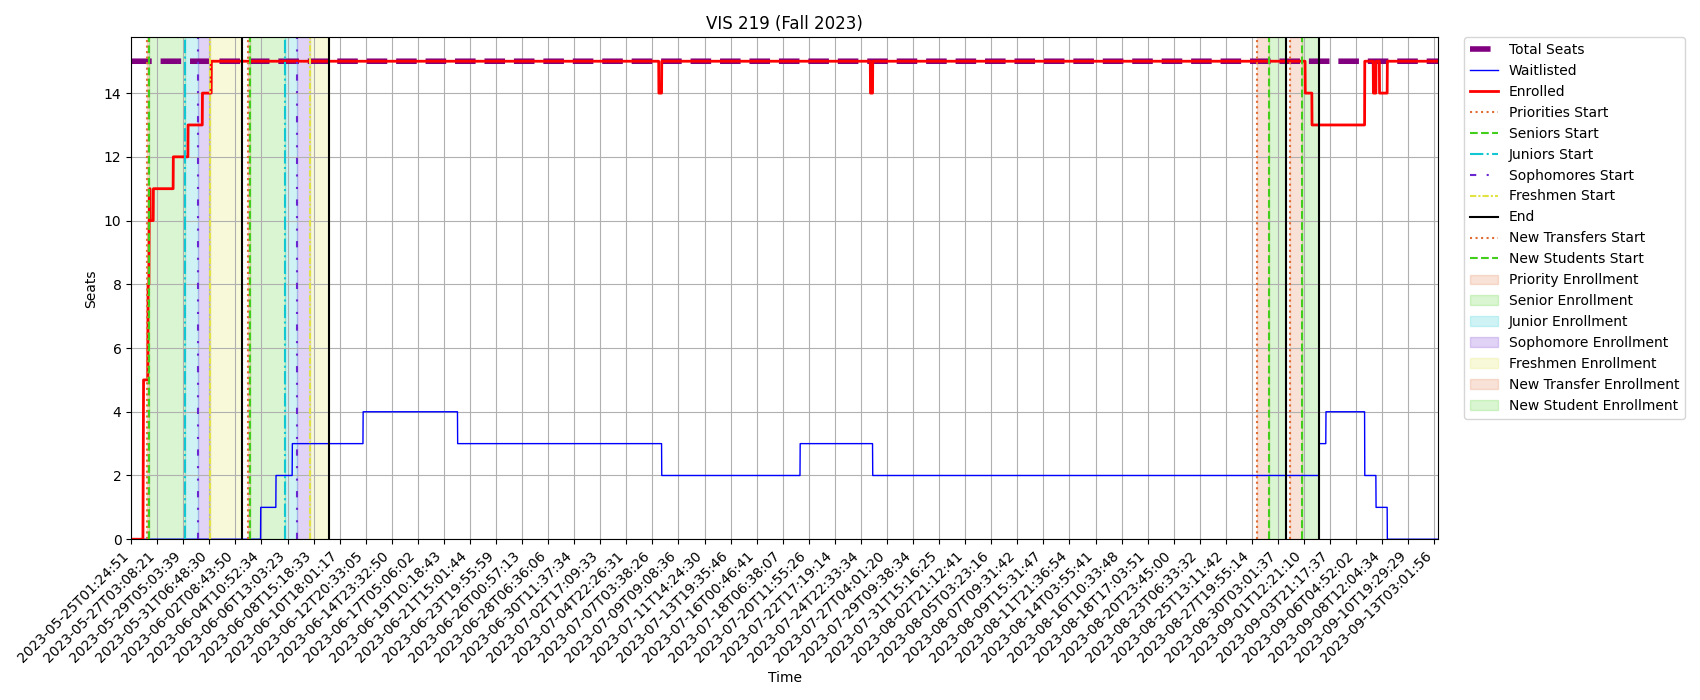 VIS 219 (Fall 2023)
Seats
14
12
10
8
6
4
2
0
2023-05-25T01:24:51
2023-05-27T03:08:21
2023-05-29T05:03:39
2023-05-31T06:48:30
2023-06-02T08:43:50
2023-06-04T10:52:34
2023-06-06T13:03:23
2023-06-08T15:18:33
2023-06-10T18:01:17
2023-06-12T20:33:05
2023-06-14T23:32:50
2023-06-17T05:06:02
2023-06-19T10:18:43
2023-06-21T15:01:44
2023-06-23T19:55:59
2023-06-26T00:57:13
2023-06-28T06:36:06
2023-06-30T11:37:34
2023-07-02T17:09:33
2023-07-04T22:26:31
2023-07-07T03:38:26
2023-07-09T09:08:36
2023-07-11T14:24:30
2023-07-13T19:35:46
2023-07-16T00:46:41
2023-07-18T06:38:07
2023-07-20T11:55:26
2023-07-22T17:19:14
2023-07-24T22:33:34
2023-07-27T04:01:20
2023-07-29T09:38:34
2023-07-31T15:16:25
2023-08-02T21:12:41
2023-08-05T03:23:16
2023-08-07T09:31:42
2023-08-09T15:31:47
2023-08-11T21:36:54
2023-08-14T03:55:41
2023-08-16T10:33:48
2023-08-18T17:03:51
2023-08-20T23:45:00
2023-08-23T06:33:32
2023-08-25T13:11:42
2023-08-27T19:55:14
2023-08-30T03:01:37
2023-09-01T12:21:10
2023-09-03T21:17:37
2023-09-06T04:52:02
2023-09-08T12:04:34
2023-09-10T19:29:29
2023-09-13T03:01:56
Time
Total Seats
Waitlisted
Enrolled
Priorities Start
Seniors Start
Juniors Start
Sophomores Start
Freshmen Start
End
New Transfers Start
New Students Start
Priority Enrollment
Senior Enrollment
Junior Enrollment
Sophomore Enrollment
Freshmen Enrollment
New Transfer Enrollment
New Student Enrollment